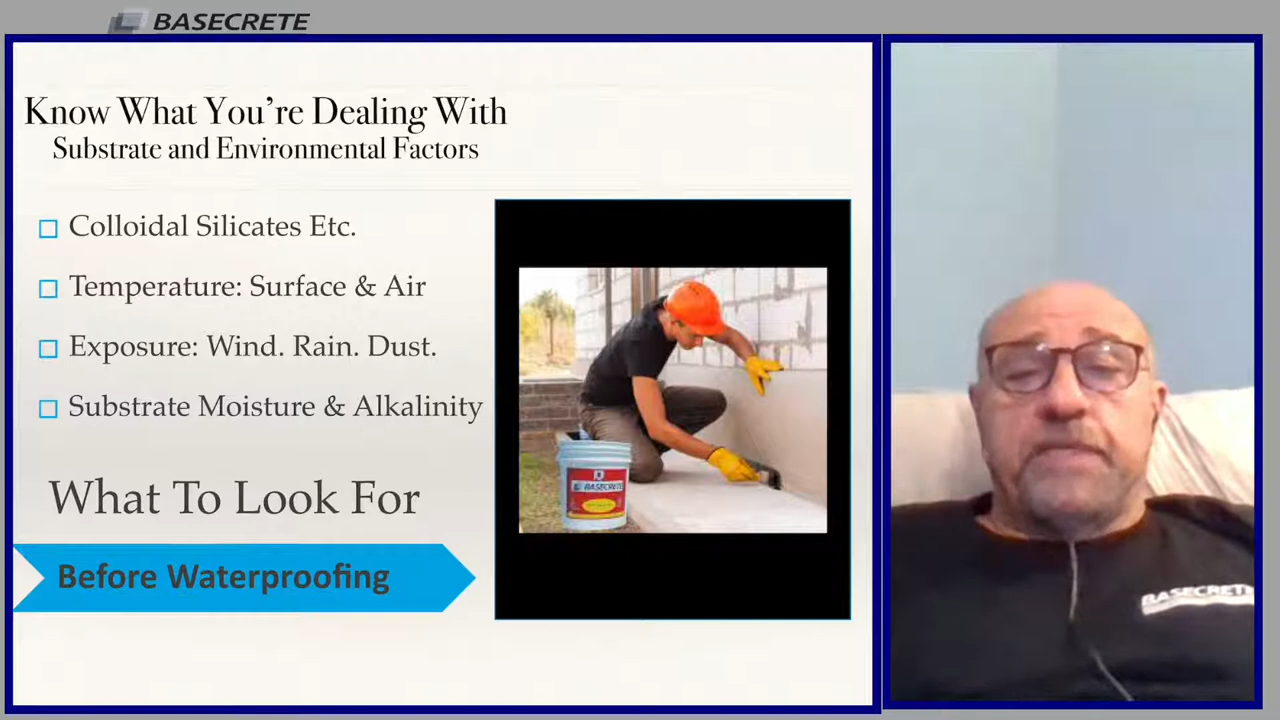 BASECRETE
Know What You're Dealing With
Substrate and Environmental Factors
Colloidal Silicates Etc.
Temperature: Surface & Air
Exposure: Wind. Rain. Dust.
Substrate Moisture & Alkalinity
What To Look For
Before Waterproofing
BASECRETE
BASECRETE